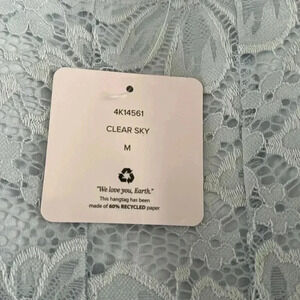 4K14561
CLEAR SKY
M
"We love you, Earth."
This hangtag has been
made of 60% RECYCLED paper